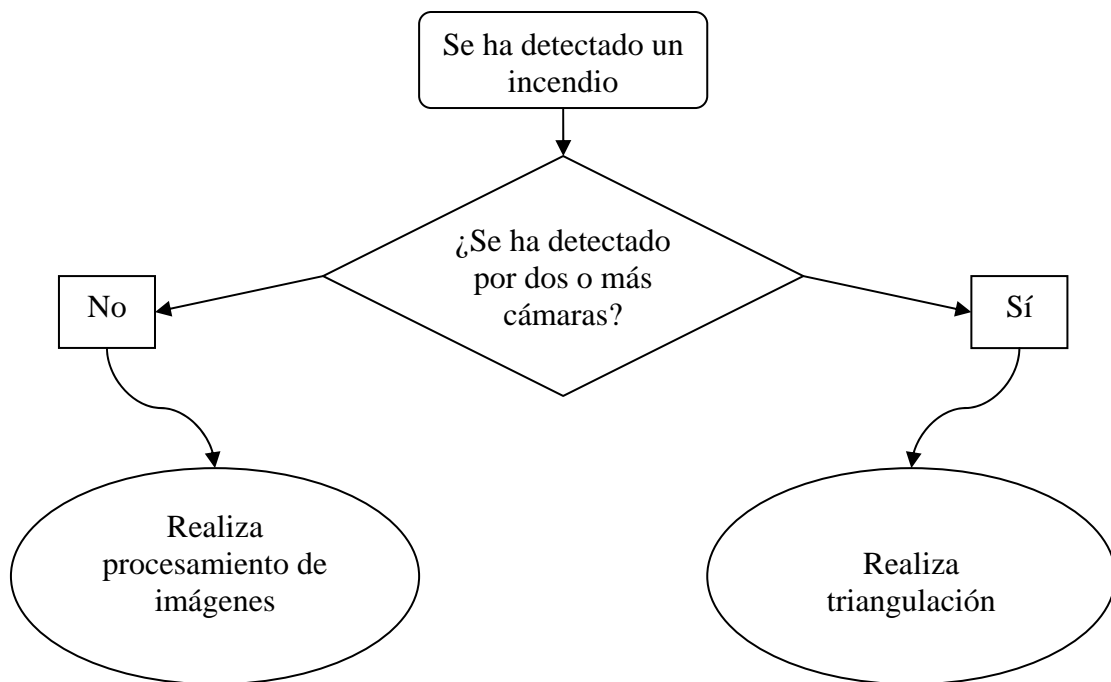 Se ha detectado un
incendio
¿Se ha detectado
por dos o más
cámaras?
No
Sí
Realiza
procesamiento de
imágenes
Realiza
triangulación